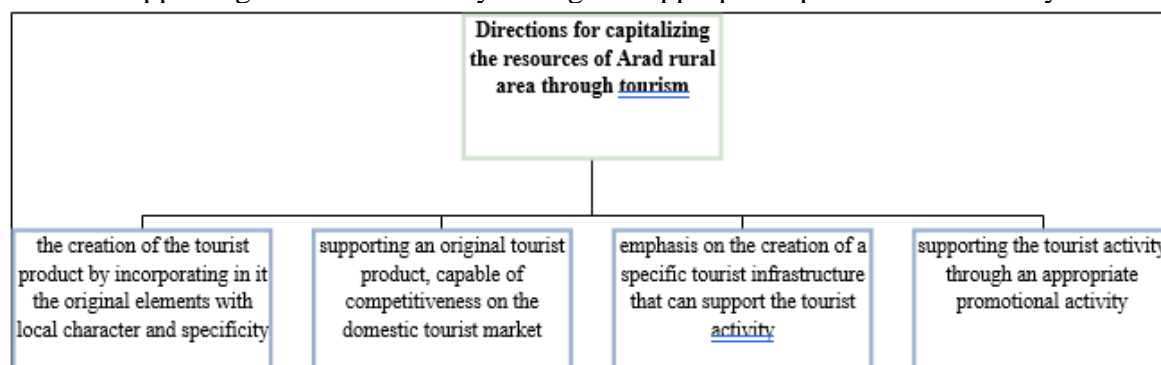 Directions for capitalizing
the resources of Arad rural
area through tourism
the creation of the tourist
product by incorporating in it
the original elements with
local character and specificity
supporting an original tourist
product, capable of
competitiveness on the
domestic tourist market
emphasis on the creation of a
specific tourist infrastructure
that can support the tourist
activity
supporting the tourist activity
through an appropriate
promotional activity